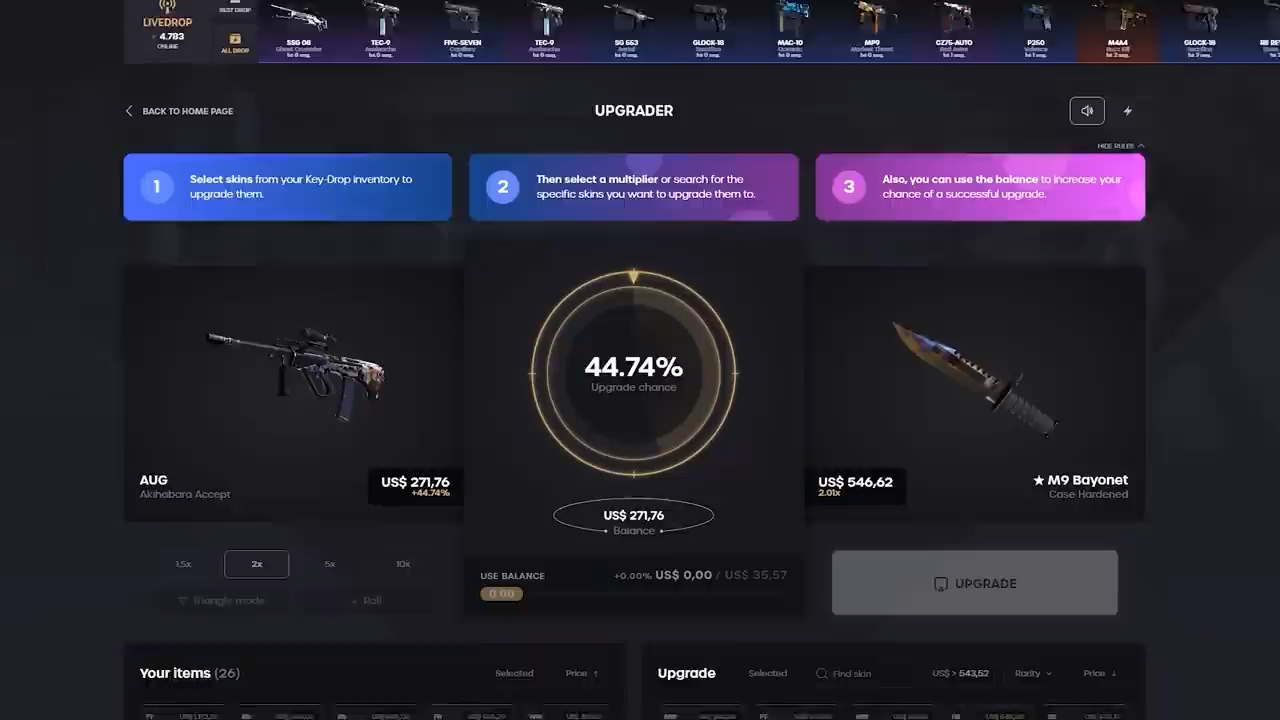 LIVEDROP
4.783
ONLINE
BEST DROP
ALL DROP
SSG 08
TEC-9
FIVE-SEVEN
TEC-9
SG 553
GLOCK-18
MAC-10
MP9
CZ75-AUTO
P250
M4A4
GLOCK-18
BACK TO HOME PAGE
UPGRADER
HIDE RULES
1
Select skins from your Key-Drop inventory to
upgrade them.
2
Then select a multiplier or search for the
specific skins you want to upgrade them to.
3
Also, you can use the balance to increase your
chance of a successful upgrade.
44.74%
Upgrade chance
AUG
Akihabara Accept
US$ 271,76
+44.74%
US$ 546,62
2.01x
★ M9 Bayonet
Case Hardened
US$ 271,76
Balance
1.5x
2x
5x
10x
Triangle mode
Roll
USE BALANCE
+0.00% US$ 0,00 / US$ 35,57
0.00
UPGRADE
Your items (26)
Selected
Price ↑
Upgrade
Selected
Find skin
US$ > 543,52
Rarity
Price ↓